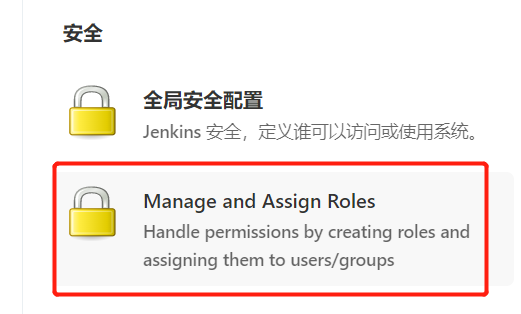 安全
全局安全配置
Jenkins 安全，定义谁可以访问或使用系统。
Manage and Assign Roles
Handle permissions by creating roles and
assigning them to users/groups